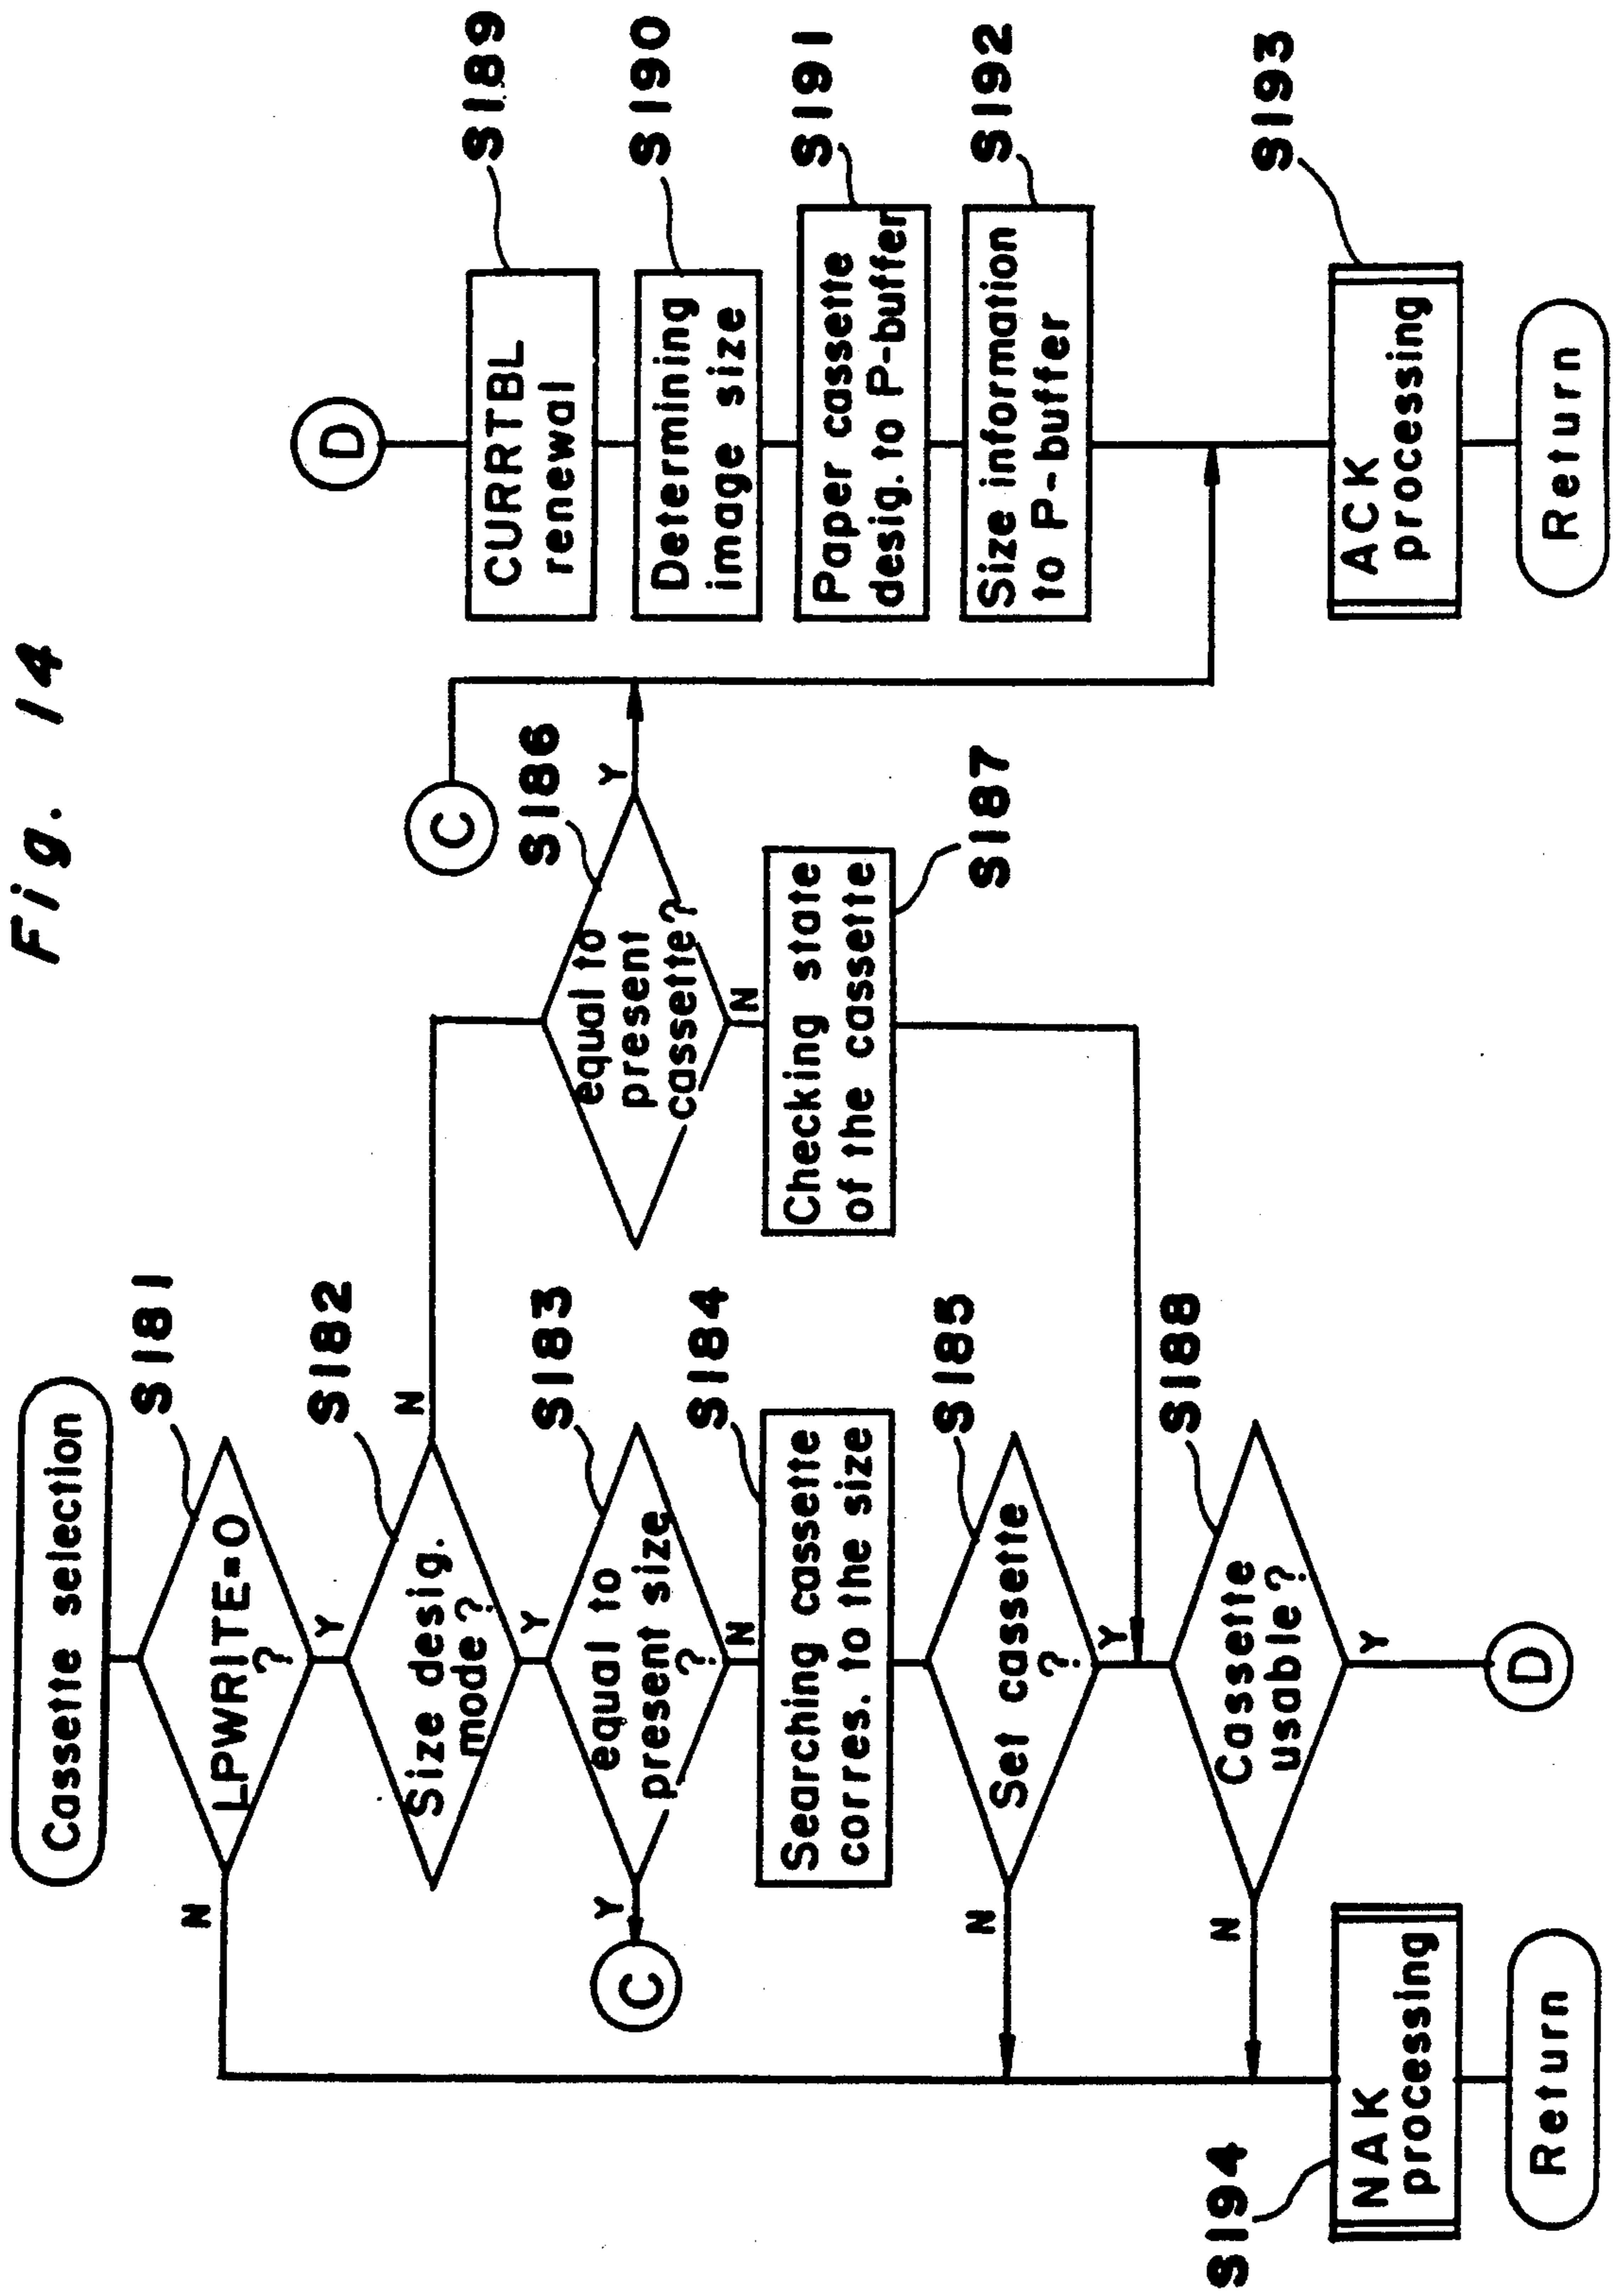 Fig. 14
Cassette selection
S181
LPWRITE=0
?
N
Y
S182
Size desig.
mode?
N
Y
S183
equal to
present size
?
Y
C
N
S184
Searching cassette
corres. to the size
S185
Set cassette
?
N
Y
S188
Cassette
usable?
N
Y
D
S194
NAK
processing
Return
C
S186
equal to
present
cassette?
Y
N
S187
Checking state
of the cassette
D
S189
CURRTBL
renewal
S190
Determining
image size
S191
Paper cassette
desig. to P-buffer
S192
Size information
to P-buffer
S193
ACK
processing
Return